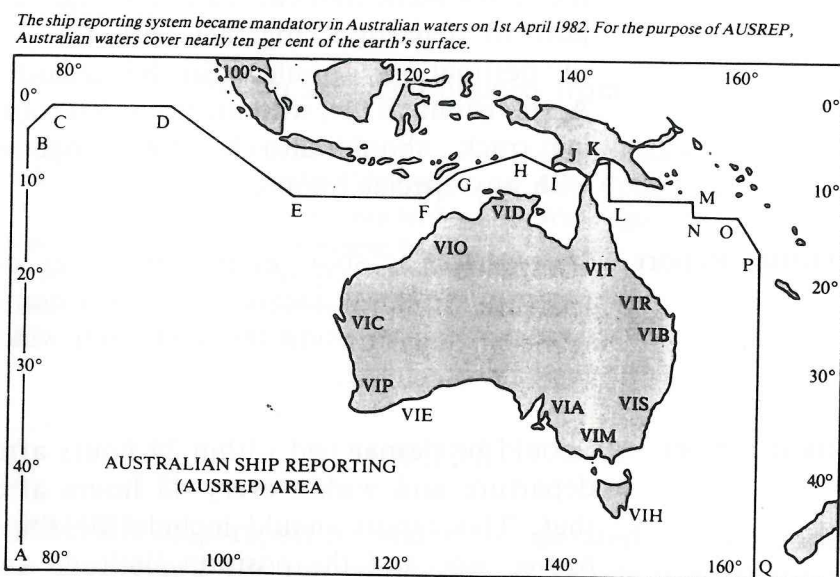 The ship reporting system became mandatory in Australian waters on 1st April 1982. For the purpose of AUSREP,
Australian waters cover nearly ten per cent of the earth's surface.
80° 100° 120° 140° 160°
0° 0°
C D
B
J K
H
G I
10° 10°
E F L M
VID N O
VIO P
VIT
20° 20°
VIR
VIC VIB
30° 30°
VIP VIA VIS
VIE
VIM
AUSTRALIAN SHIP REPORTING
(AUSREP) AREA
40° 40°
VIH
A 80° 100° 120° 140° 160° Q